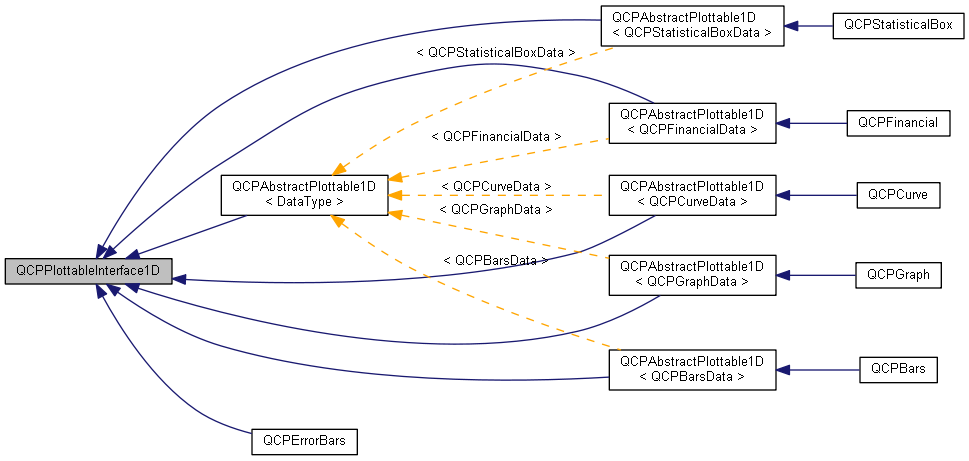 QCPAbstractPlottable1D
< QCPStatisticalBoxData >
QCPStatisticalBox
< QCPStatisticalBoxData >
QCPAbstractPlottable1D
< QCPFinancialData >
QCPFinancial
< QCPFinancialData >
QCPAbstractPlottable1D
< DataType >
< QCPCurveData >
QCPAbstractPlottable1D
< QCPCurveData >
QCPCurve
< QCPGraphData >
QCPPlottableInterface1D
< QCPBarsData >
QCPAbstractPlottable1D
< QCPGraphData >
QCPGraph
QCPAbstractPlottable1D
< QCPBarsData >
QCPBars
QCPErrorBars